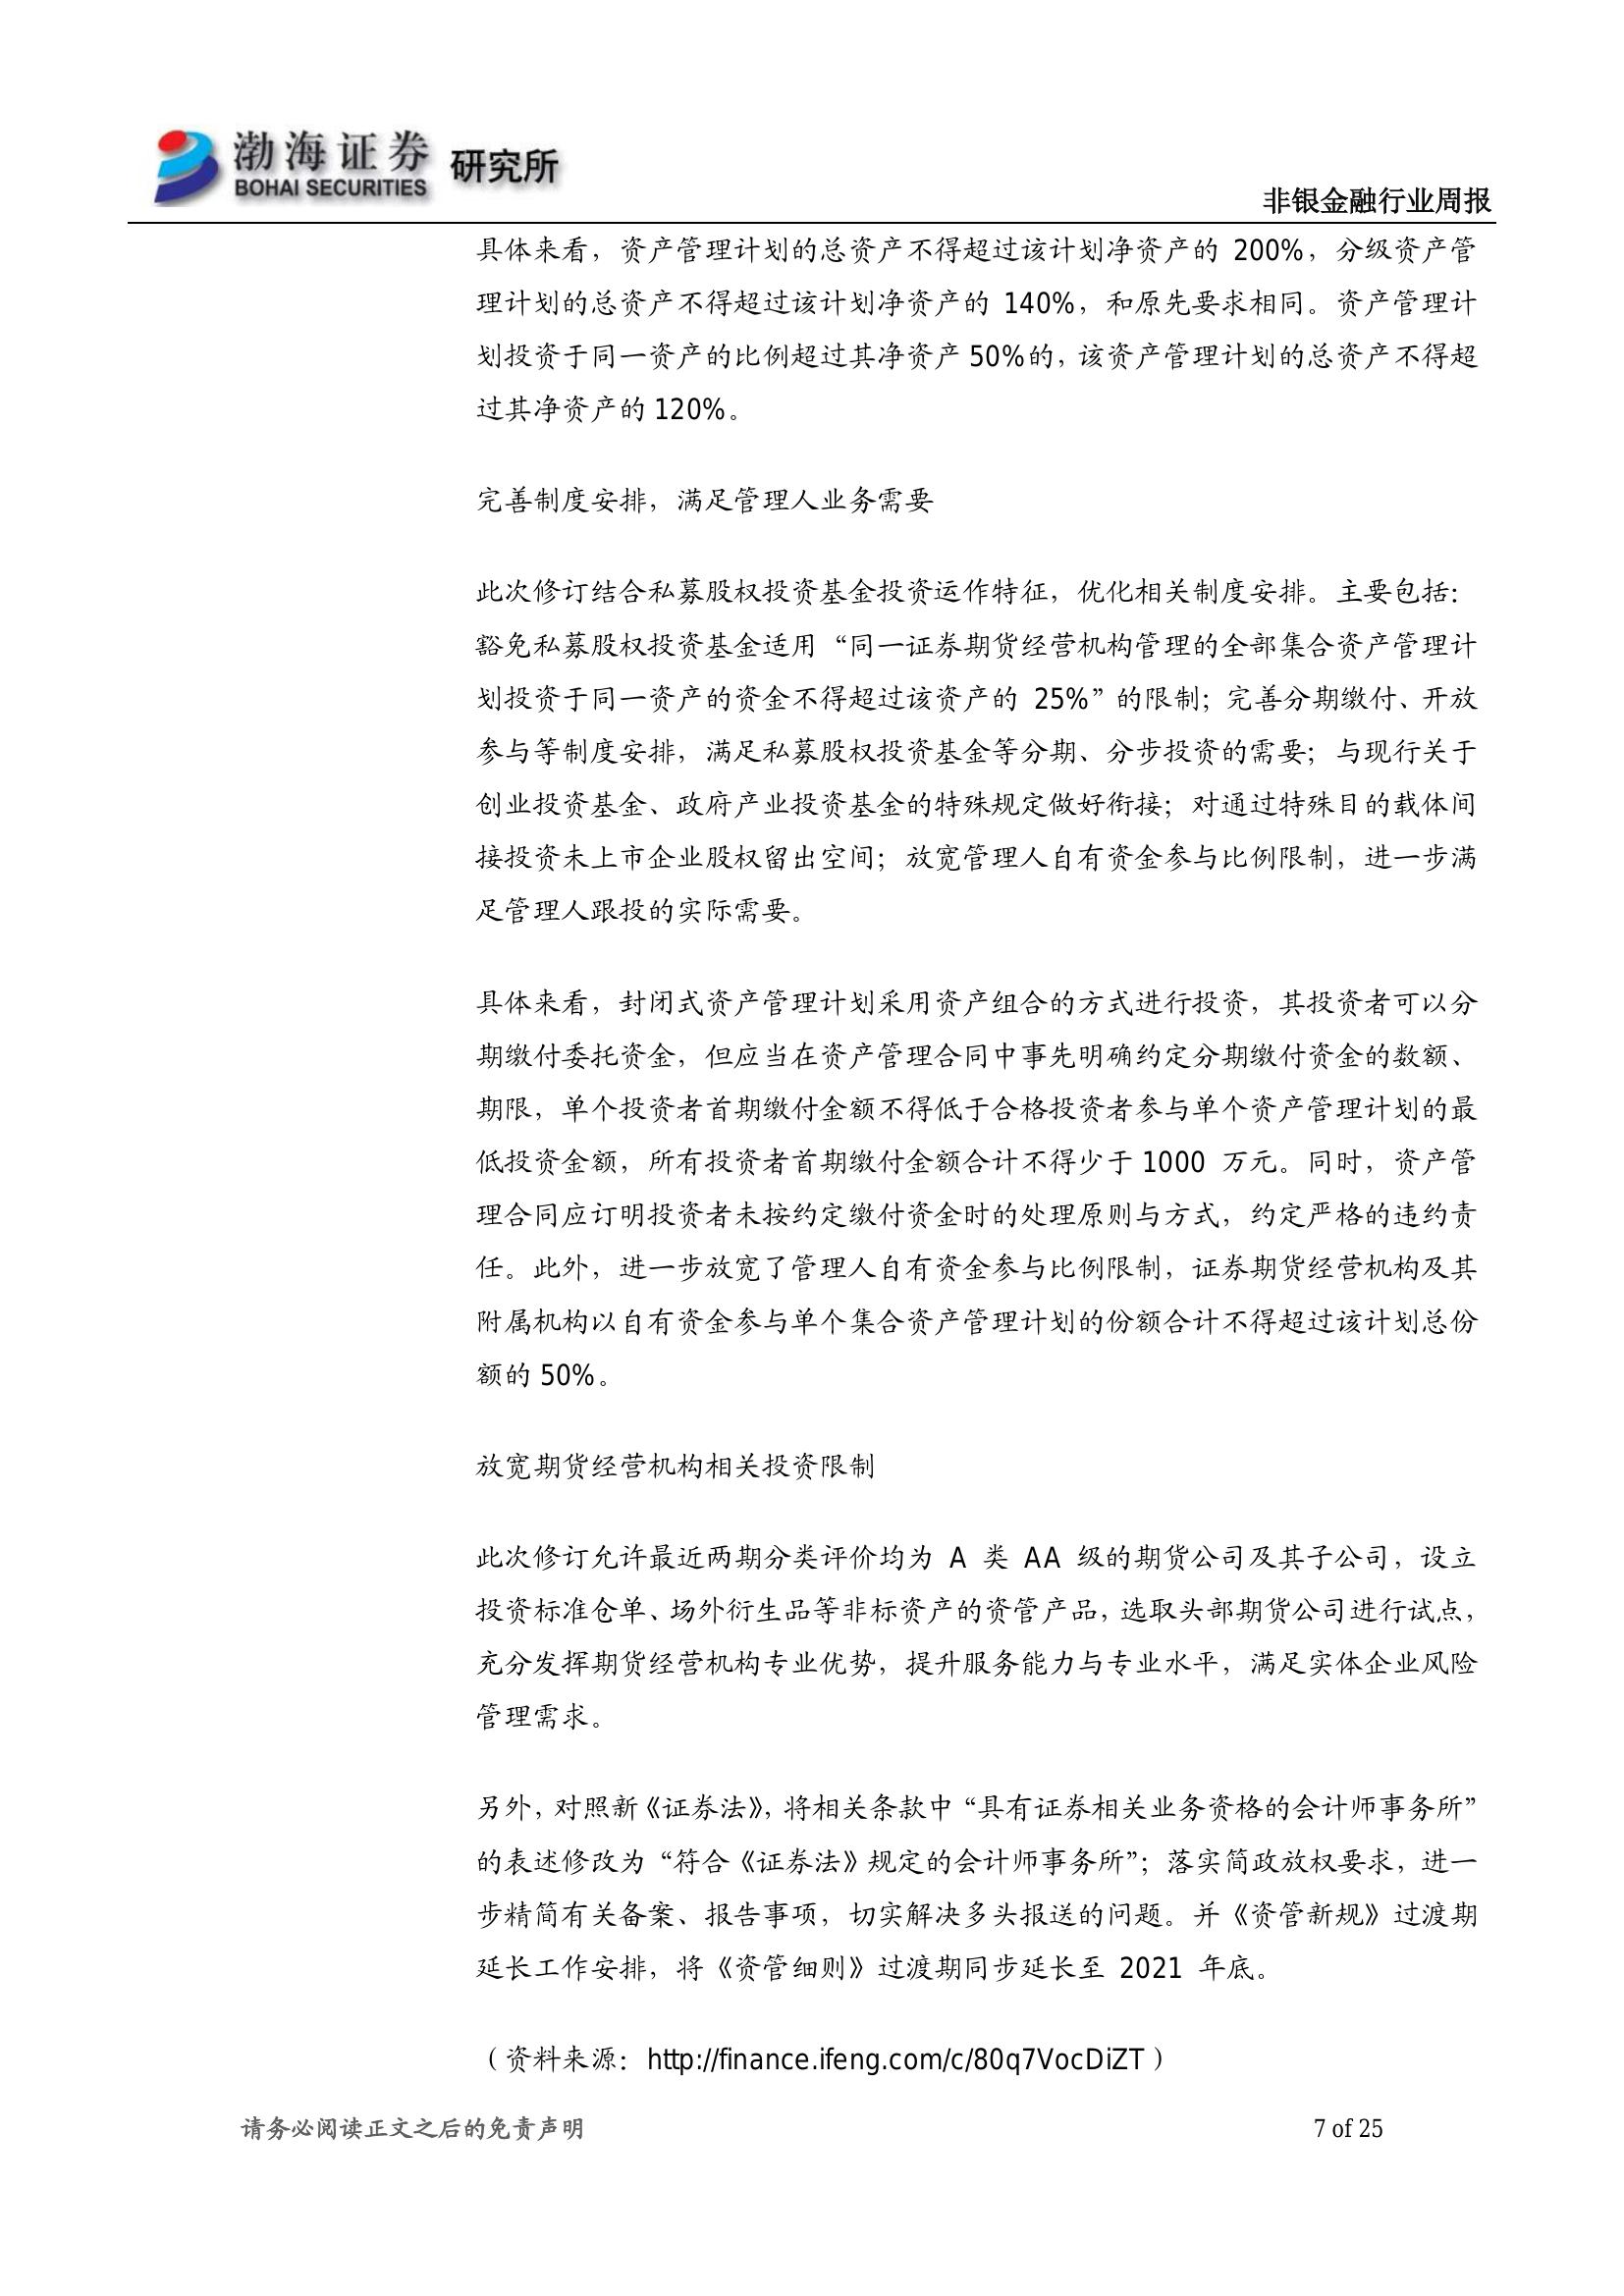 渤海证券 研究所
BOHAI SECURITIES
非银金融行业周报
具体来看，资产管理计划的总资产不得超过该计划净资产的 200%，分级资产管
理计划的总资产不得超过该计划净资产的 140%，和原先要求相同。资产管理计
划投资于同一资产的比例超过其净资产 50%的，该资产管理计划的总资产不得超
过其净资产的 120%。
完善制度安排，满足管理人业务需要
此次修订结合私募股权投资基金投资运作特征，优化相关制度安排。主要包括：
豁免私募股权投资基金适用“同一证券期货经营机构管理的全部集合资产管理计
划投资于同一资产的资金不得超过该资产的 25%”的限制；完善分期缴付、开放
参与等制度安排，满足私募股权投资基金等分期、分步投资的需要；与现行关于
创业投资基金、政府产业投资基金的特殊规定做好衔接；对通过特殊目的载体间
接投资未上市企业股权留出空间；放宽管理人自有资金参与比例限制，进一步满
足管理人跟投的实际需要。
具体来看，封闭式资产管理计划采用资产组合的方式进行投资，其投资者可以分
期缴付委托资金，但应当在资产管理合同中事先明确约定分期缴付资金的数额、
期限，单个投资者首期缴付金额不得低于合格投资者参与单个资产管理计划的最
低投资金额，所有投资者首期缴付金额合计不得少于 1000 万元。同时，资产管
理合同应订明投资者未按约定缴付资金时的处理原则与方式，约定严格的违约责
任。此外，进一步放宽了管理人自有资金参与比例限制，证券期货经营机构及其
附属机构以自有资金参与单个集合资产管理计划的份额合计不得超过该计划总份
额的 50%。
放宽期货经营机构相关投资限制
此次修订允许最近两期分类评价均为 A 类 AA 级的期货公司及其子公司，设立
投资标准仓单、场外衍生品等非标资产的资管产品，选取头部期货公司进行试点，
充分发挥期货经营机构专业优势，提升服务能力与专业水平，满足实体企业风险
管理需求。
另外，对照新《证券法》，将相关条款中“具有证券相关业务资格的会计师事务所”
的表述修改为“符合《证券法》规定的会计师事务所”；落实简政放权要求，进一
步精简有关备案、报告事项，切实解决多头报送的问题。并《资管新规》过渡期
延长工作安排，将《资管细则》过渡期同步延长至 2021 年底。
（资料来源：http://finance.ifeng.com/c/80q7VocDiZT）
请务必阅读正文之后的免责声明
7 of 25